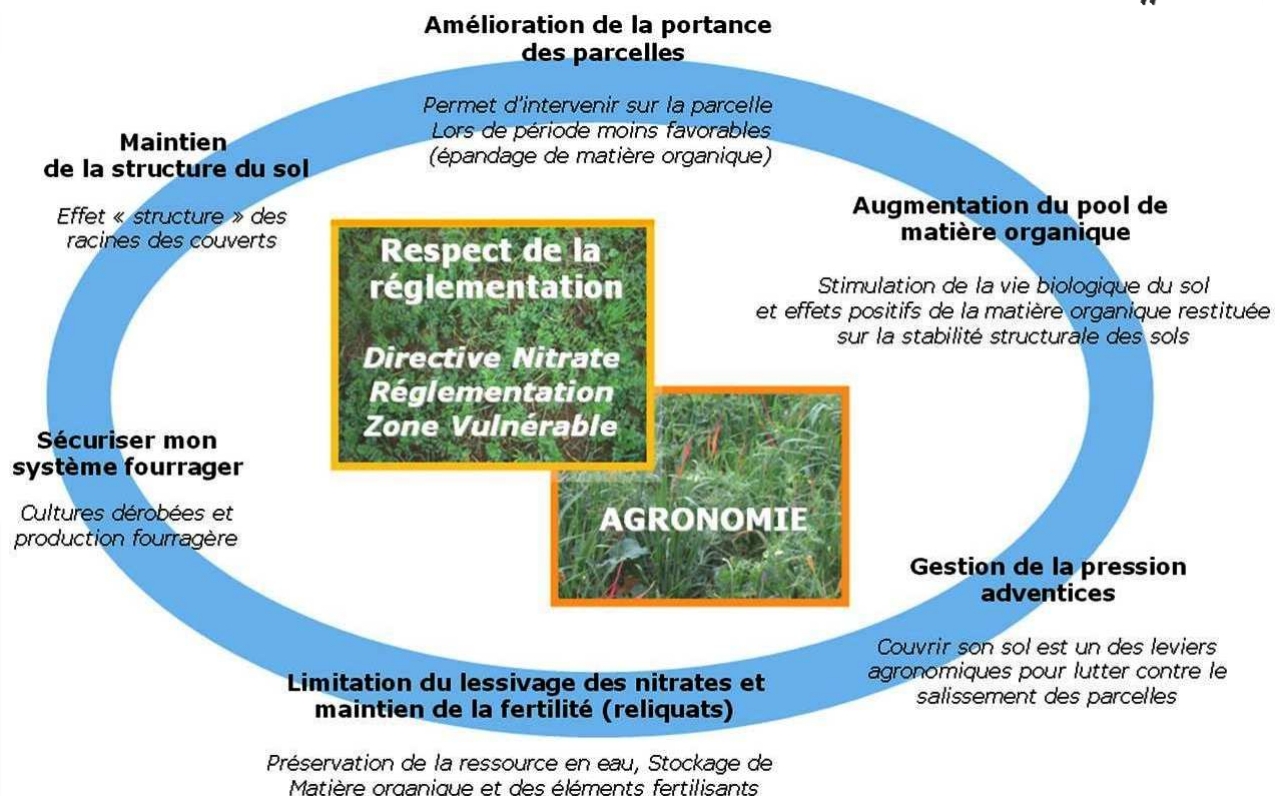 Amélioration de la portance
des parcelles
Permet d'intervenir sur la parcelle
Lors de période moins favorables
(épandage de matière organique)
Maintien
de la structure du sol
Effet « structure » des
racines des couverts
Augmentation du pool de
matière organique
Stimulation de la vie biologique du sol
et effets positifs de la matière organique restituée
sur la stabilité structurale des sols
Respect de la
réglementation
Directive Nitrate
Réglementation
Zone Vulnérable
AGRONOMIE
Sécuriser mon
système fourrager
Cultures dérobées et
production fourragère
Gestion de la pression
adventices
Couvrir son sol est un des leviers
agronomiques pour lutter contre le
salissement des parcelles
Limitation du lessivage des nitrates et
maintien de la fertilité (reliquats)
Préservation de la ressource en eau, Stockage de
Matière organique et des éléments fertilisants